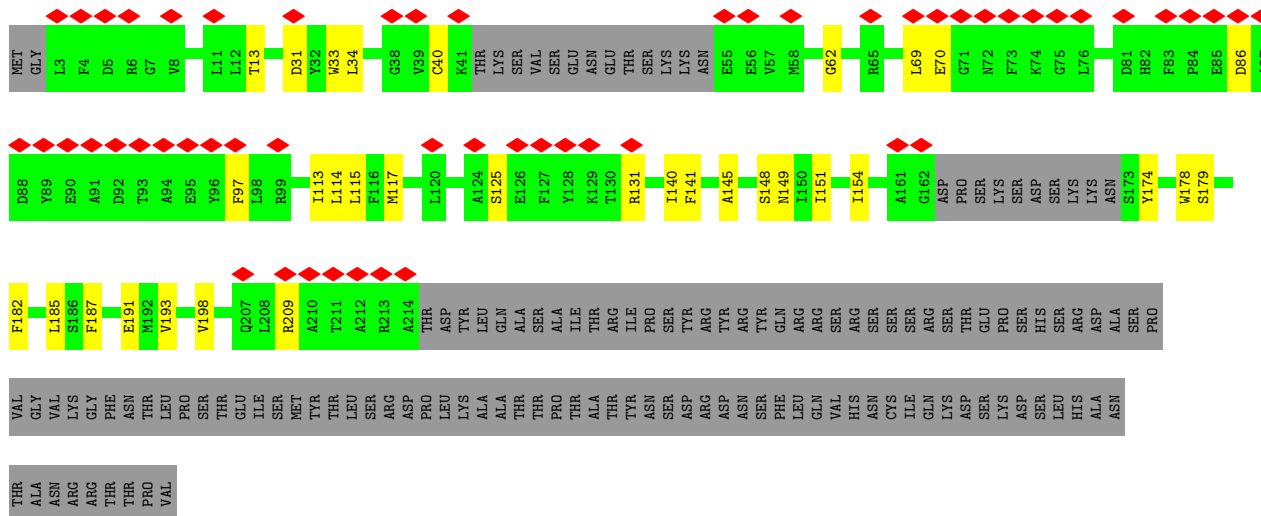 MET GLY L3 F4 D5 R6 G7 V8 L11 L12 T13 D31 Y32 W33 L34 G38 V39 C40 K41 THR LYS SER VAL SER GLU ASN GLU THR SER LYS LYS ASN E55 E56 V57 M58 G62 R65 L69 E70 G71 N72 F73 K74 G75 L76 D81 H82 F83 P84 E85 D86
D88 Y89 E90 A91 D92 T93 A94 E95 Y96 F97 L98 R99 I113 L114 L115 F116 M117 L120 A124 S125 E126 F127 Y128 K129 T130 R131 I140 F141 A145 S148 N149 I150 I151 I154 A161 G162 ASP PRO SER LYS SER ASP SER LYS LYS ASN S173 Y174 W178 S179
F182 L185 S186 F187 E191 M192 V193 V198 Q207 L208 R209 A210 T211 A212 R213 A214 THR ASP TYR LEU GLN ALA SER ALA ILE THR ARG ILE PRO SER TYR ARG TYR ARG TYR GLN ARG ARG SER ARG SER SER SER ARG SER THR GLU PRO SER HIS SER ARG ASP ALA SER PRO
VAL GLY VAL LYS GLY PHE ASN THR LEU PRO SER THR GLU ILE SER MET TYR THR LEU SER ARG ASP PRO LEU LYS ALA ALA THR THR PRO THR ALA THR TYR ASN SER ASP ARG ASP ASN SER PHE LEU GLN VAL HIS ASN CYS ILE GLN LYS ASP SER LYS ASP SER LEU HIS ALA ASN
THR ALA ASN ARG ARG THR THR PRO VAL